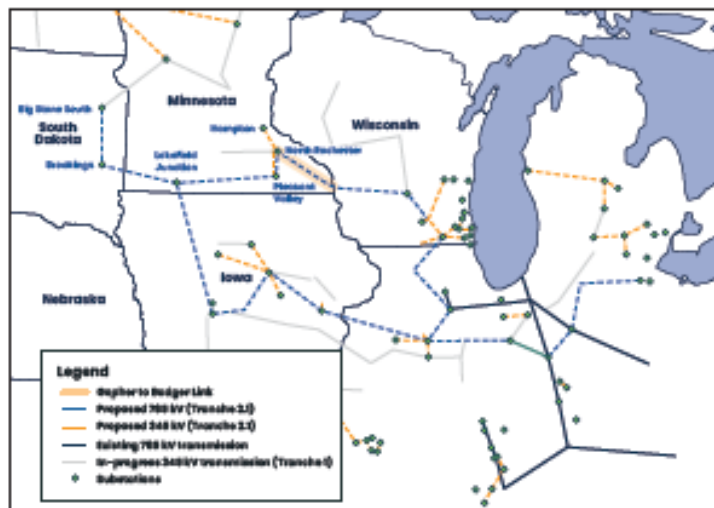 Minnesota
Big Stone South
South
Dakota
Hampton
Wisconsin
North Rochester
Brookings
Lakefield
Junction
Pleasant
Valley
Iowa
Nebraska
Legend
Gopher to Badger Link
Proposed 765 kV (Tranche 2.1)
Proposed 345 kV (Tranche 2.1)
Existing 765 kV transmission
In-progress 345 kV transmission (Tranche 1)
Substations